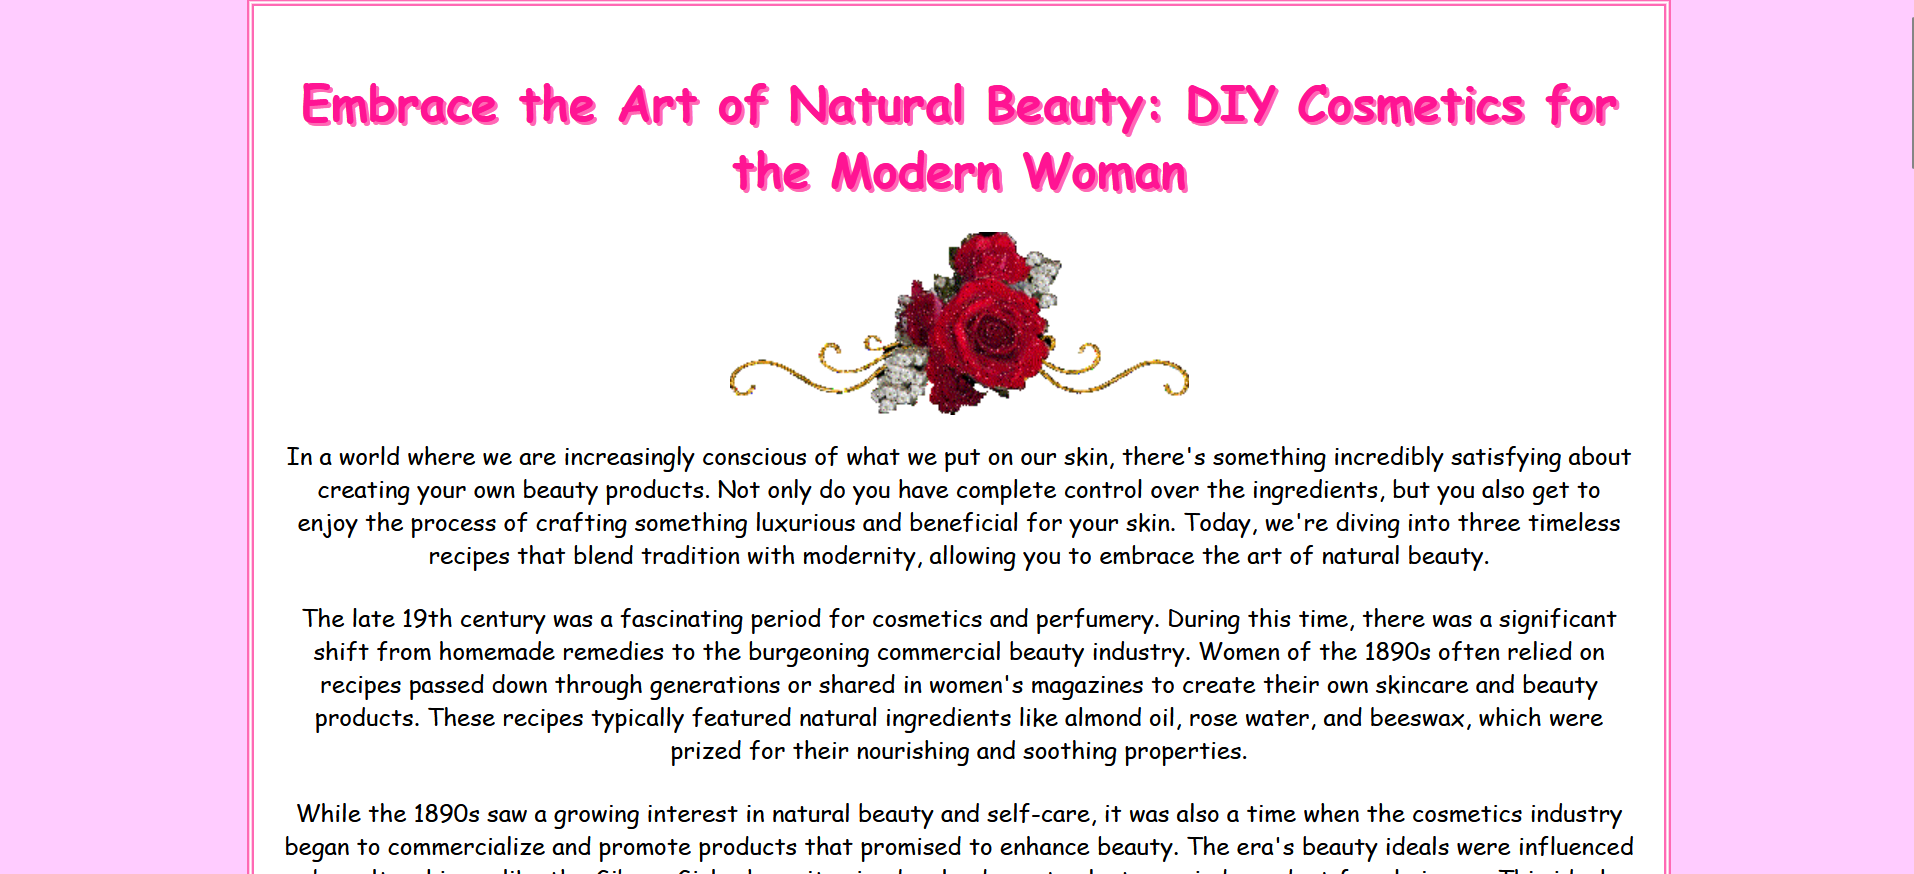 Embrace the Art of Natural Beauty: DIY Cosmetics for
the Modern Woman
In a world where we are increasingly conscious of what we put on our skin, there's something incredibly satisfying about
creating your own beauty products. Not only do you have complete control over the ingredients, but you also get to
enjoy the process of crafting something luxurious and beneficial for your skin. Today, we're diving into three timeless
recipes that blend tradition with modernity, allowing you to embrace the art of natural beauty.
The late 19th century was a fascinating period for cosmetics and perfumery. During this time, there was a significant
shift from homemade remedies to the burgeoning commercial beauty industry. Women of the 1890s often relied on
recipes passed down through generations or shared in women's magazines to create their own skincare and beauty
products. These recipes typically featured natural ingredients like almond oil, rose water, and beeswax, which were
prized for their nourishing and soothing properties.
While the 1890s saw a growing interest in natural beauty and self-care, it was also a time when the cosmetics industry
began to commercialize and promote products that promised to enhance beauty. The era's beauty ideals were influenced